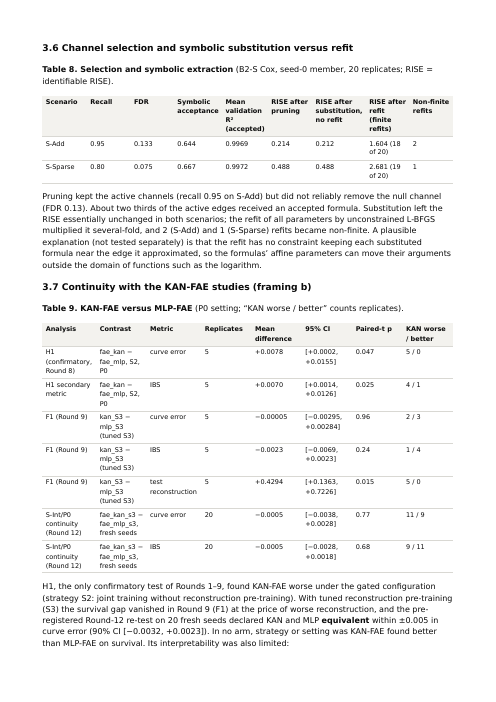 3.6 Channel selection and symbolic substitution versus refit
Table 8. Selection and symbolic extraction (B2-S Cox, seed-0 member, 20 replicates; RISE =
identifiable RISE).
Scenario Recall FDR Symbolic acceptance Mean validation R² (accepted) RISE after pruning RISE after substitution, no refit RISE after refit (finite refits) Non-finite refits
S-Add 0.95 0.133 0.644 0.9969 0.214 0.212 1.604 (18 of 20) 2
S-Sparse 0.80 0.075 0.667 0.9972 0.488 0.488 2.681 (19 of 20) 1
Pruning kept the active channels (recall 0.95 on S-Add) but did not reliably remove the null channel
(FDR 0.13). About two thirds of the active edges received an accepted formula. Substitution left the
RISE essentially unchanged in both scenarios; the refit of all parameters by unconstrained L-BFGS
multiplied it several-fold, and 2 (S-Add) and 1 (S-Sparse) refits became non-finite. A plausible
explanation (not tested separately) is that the refit has no constraint keeping each substituted
formula near the edge it approximated, so the formulas’ affine parameters can move their arguments
outside the domain of functions such as the logarithm.
3.7 Continuity with the KAN-FAE studies (framing b)
Table 9. KAN-FAE versus MLP-FAE (P0 setting; “KAN worse / better” counts replicates).
Analysis Contrast Metric Replicates Mean difference 95% CI Paired-t p KAN worse / better
H1 (confirmatory, Round 8) fae_kan − fae_mlp, S2, P0 curve error 5 +0.0078 [+0.0002, +0.0155] 0.047 5 / 0
H1 secondary metric fae_kan − fae_mlp, S2, P0 IBS 5 +0.0070 [+0.0014, +0.0126] 0.025 4 / 1
F1 (Round 9) kan_S3 − mlp_S3 (tuned S3) curve error 5 −0.00005 [−0.00295, +0.00284] 0.96 2 / 3
F1 (Round 9) kan_S3 − mlp_S3 (tuned S3) IBS 5 −0.0023 [−0.0069, +0.0023] 0.24 1 / 4
F1 (Round 9) kan_S3 − mlp_S3 (tuned S3) test reconstruction 5 +0.4294 [+0.1363, +0.7226] 0.015 5 / 0
S-Int/P0 continuity (Round 12) fae_kan_s3 − fae_mlp_s3, fresh seeds curve error 20 −0.0005 [−0.0038, +0.0028] 0.77 11 / 9
S-Int/P0 continuity (Round 12) fae_kan_s3 − fae_mlp_s3, fresh seeds IBS 20 −0.0005 [−0.0028, +0.0018] 0.68 9 / 11
H1, the only confirmatory test of Rounds 1–9, found KAN-FAE worse under the gated configuration
(strategy S2: joint training without reconstruction pre-training). With tuned reconstruction pre-training
(S3) the survival gap vanished in Round 9 (F1) at the price of worse reconstruction, and the pre-
registered Round-12 re-test on 20 fresh seeds declared KAN and MLP equivalent within ±0.005 in
curve error (90% CI [−0.0032, +0.0023]). In no arm, strategy or setting was KAN-FAE found better
than MLP-FAE on survival. Its interpretability was also limited: